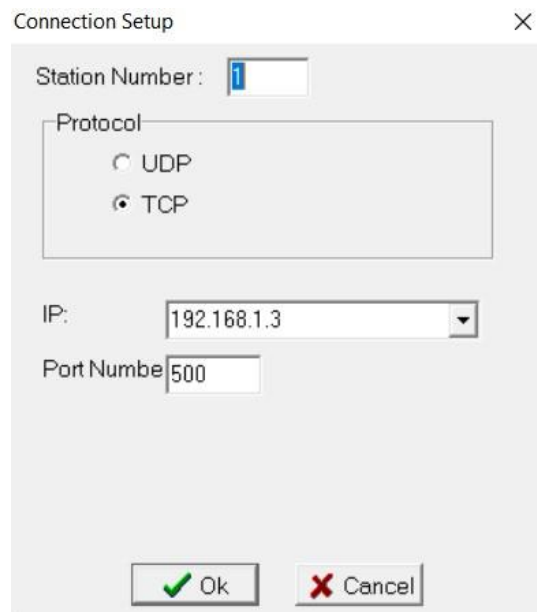 Connection Setup
Station Number : 1
Protocol
UDP
TCP
IP: 192.168.1.3
Port Numbe 500
Ok Cancel